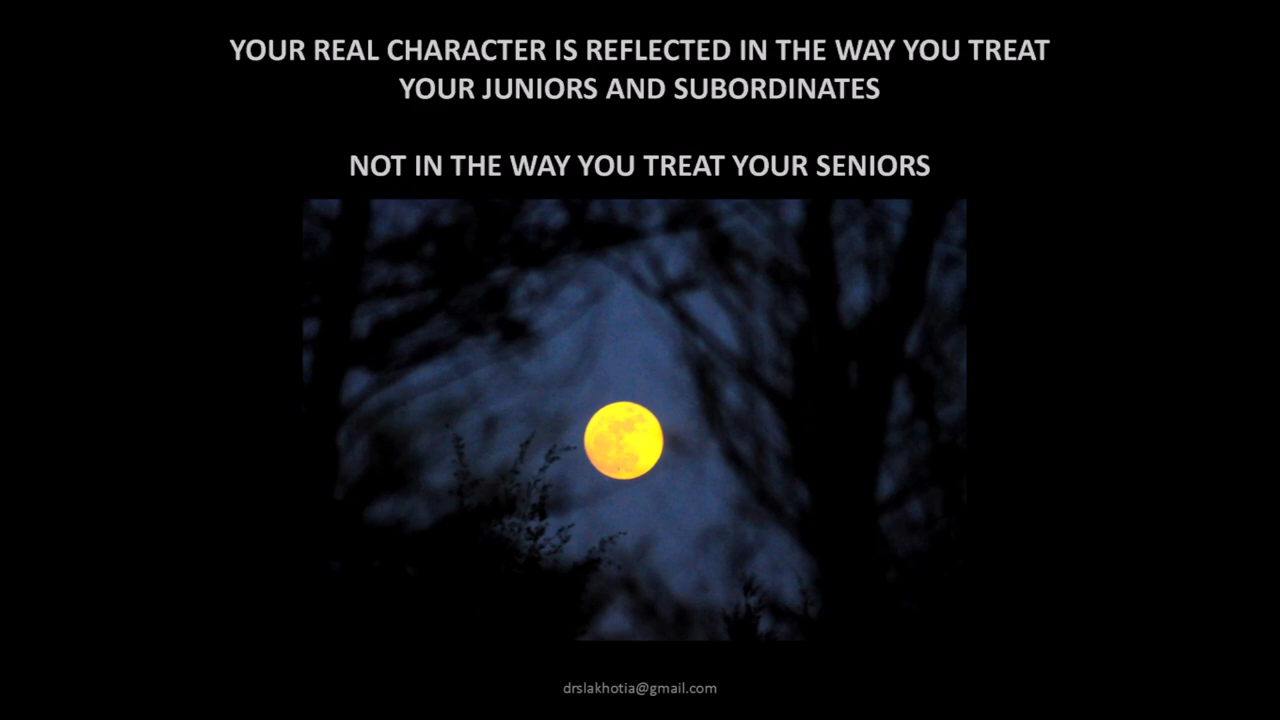 YOUR REAL CHARACTER IS REFLECTED IN THE WAY YOU TREAT
YOUR JUNIORS AND SUBORDINATES
NOT IN THE WAY YOU TREAT YOUR SENIORS
drslakhotia@gmail.com